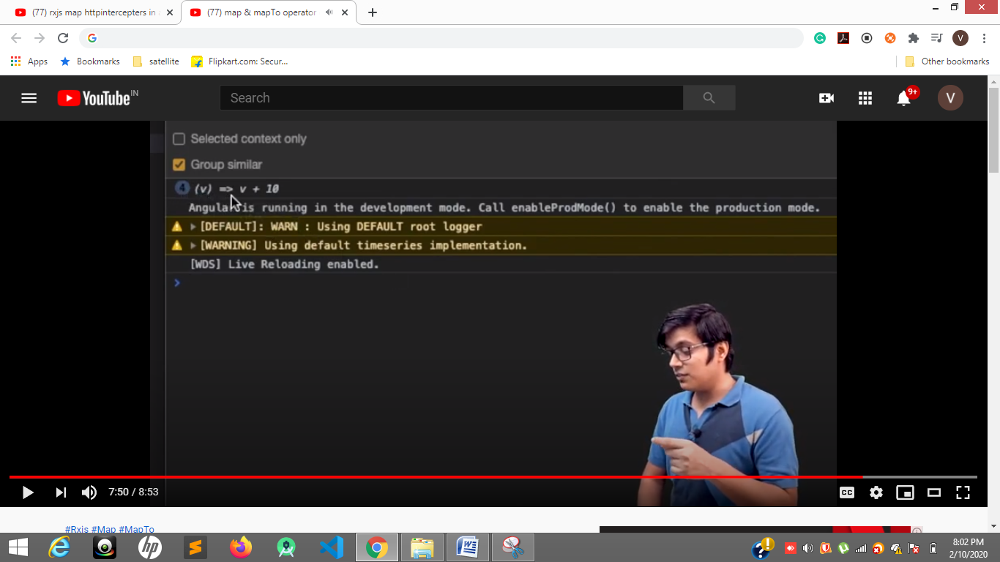 (77) rxjs map httpintercepters in a
(77) map & mapTo operator
V
Apps
Bookmarks
satellite
Flipkart.com: Secur...
Other bookmarks
YouTube IN
Search
9+
V
Selected context only
Group similar
4 (v) => v + 10
Angular is running in the development mode. Call enableProdMode() to enable the production mode.
[DEFAULT]: WARN : Using DEFAULT root logger
[WARNING] Using default timeseries implementation.
[WDS] Live Reloading enabled.
>
7:50 / 8:53
CC
#Rxjs #Map #MapTo
8:02 PM
2/10/2020